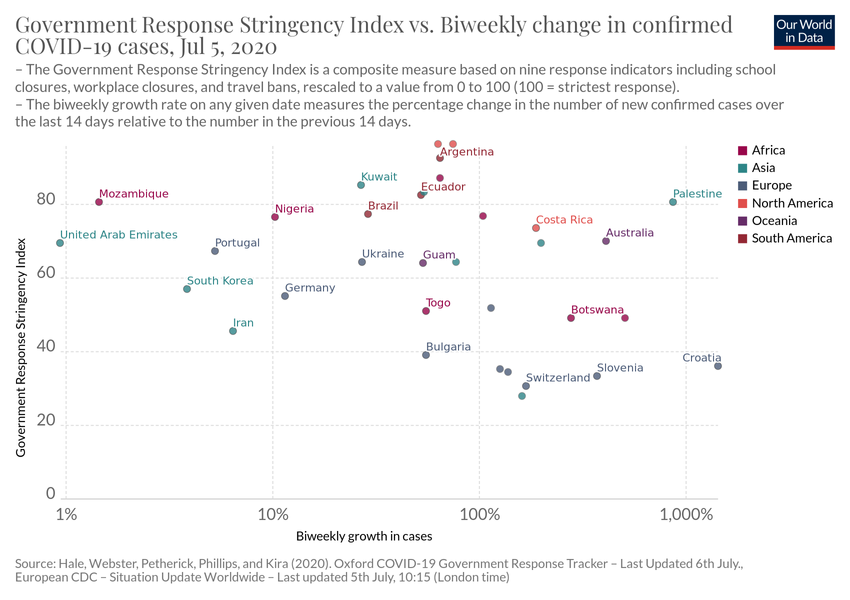 Government Response Stringency Index vs. Biweekly change in confirmed
COVID-19 cases, Jul 5, 2020
Our World
in Data
– The Government Response Stringency Index is a composite measure based on nine response indicators including school
closures, workplace closures, and travel bans, rescaled to a value from 0 to 100 (100 = strictest response).
– The biweekly growth rate on any given date measures the percentage change in the number of new confirmed cases over
the last 14 days relative to the number in the previous 14 days.
Africa
Asia
Europe
North America
Oceania
South America
Government Response Stringency Index
80
60
40
20
0
Argentina
Kuwait
Ecuador
Mozambique
Palestine
Brazil
Nigeria
Costa Rica
United Arab Emirates
Australia
Portugal
Ukraine
Guam
South Korea
Germany
Togo
Botswana
Iran
Bulgaria
Croatia
Slovenia
Switzerland
1%
10%
100%
1,000%
Biweekly growth in cases
Source: Hale, Webster, Petherick, Phillips, and Kira (2020). Oxford COVID-19 Government Response Tracker – Last Updated 6th July.,
European CDC – Situation Update Worldwide – Last updated 5th July, 10:15 (London time)